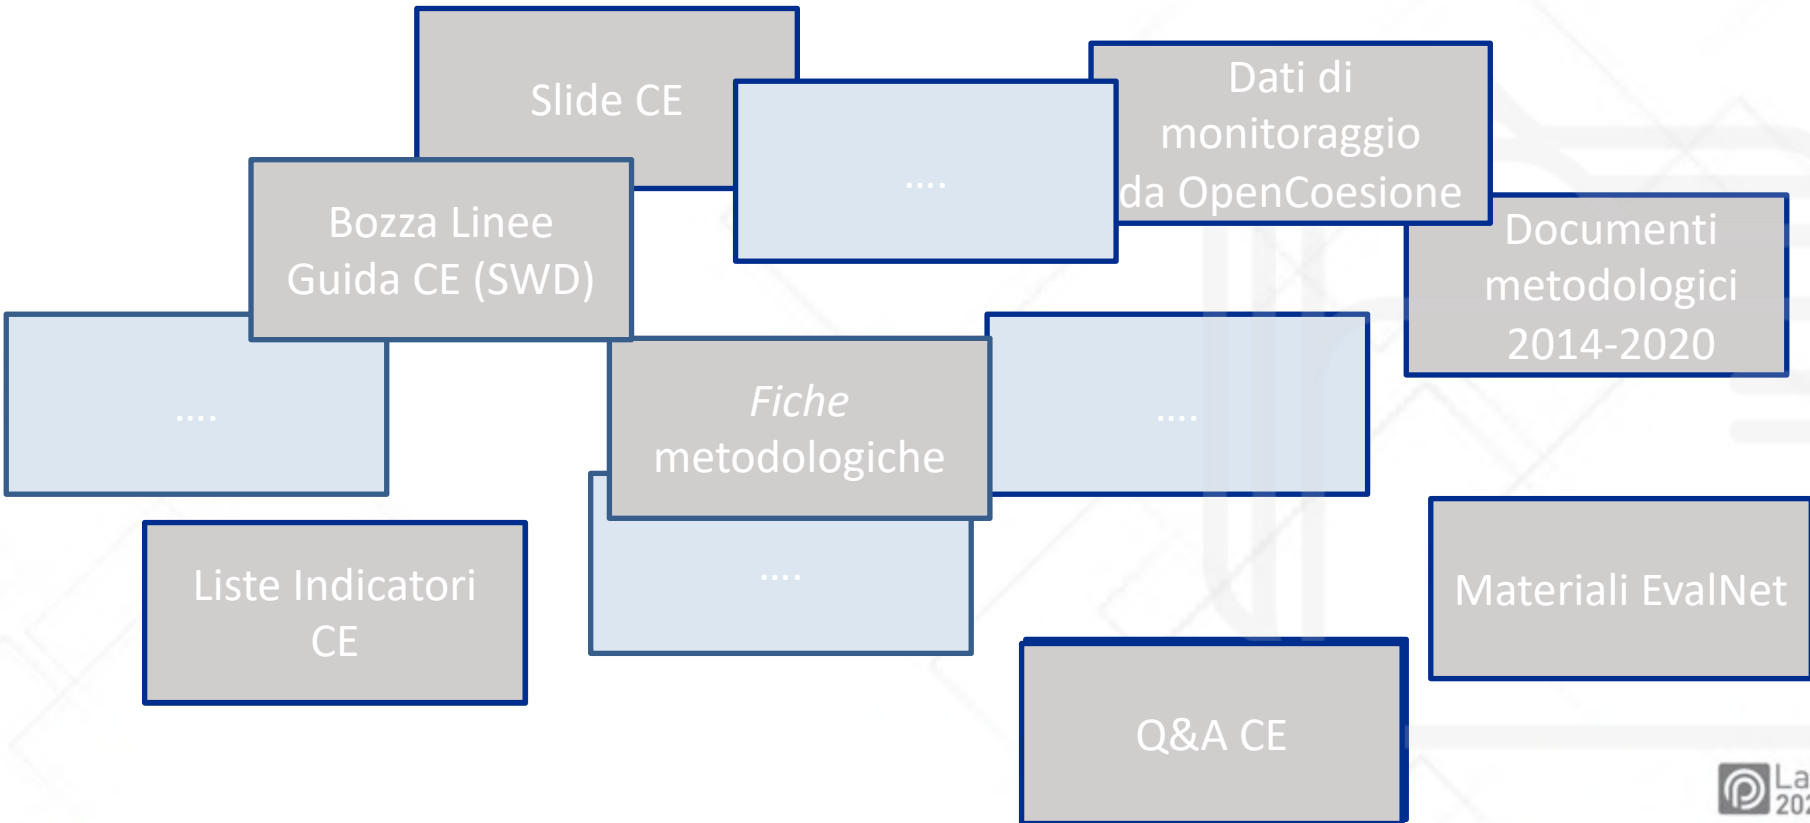 Slide CE
Dati di
monitoraggio
da OpenCoesione
....
Bozza Linee
Guida CE (SWD)
Documenti
metodologici
2014-2020
....
Fiche
metodologiche
....
....
Liste Indicatori
CE
Materiali EvalNet
Q&A CE